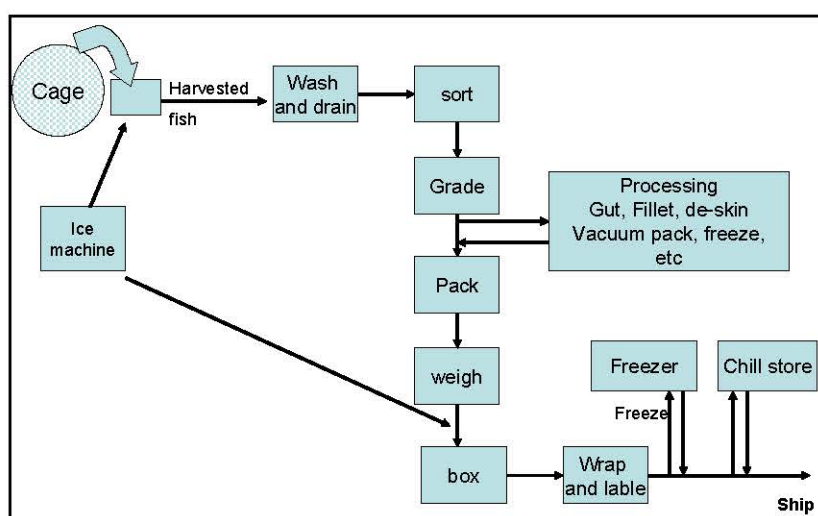 Cage
Harvested
fish
Wash
and drain
sort
Grade
Processing
Gut, Fillet, de-skin
Vacuum pack, freeze,
etc
Ice
machine
Pack
weigh
Freezer
Chill store
Freeze
box
Wrap
and lable
Ship